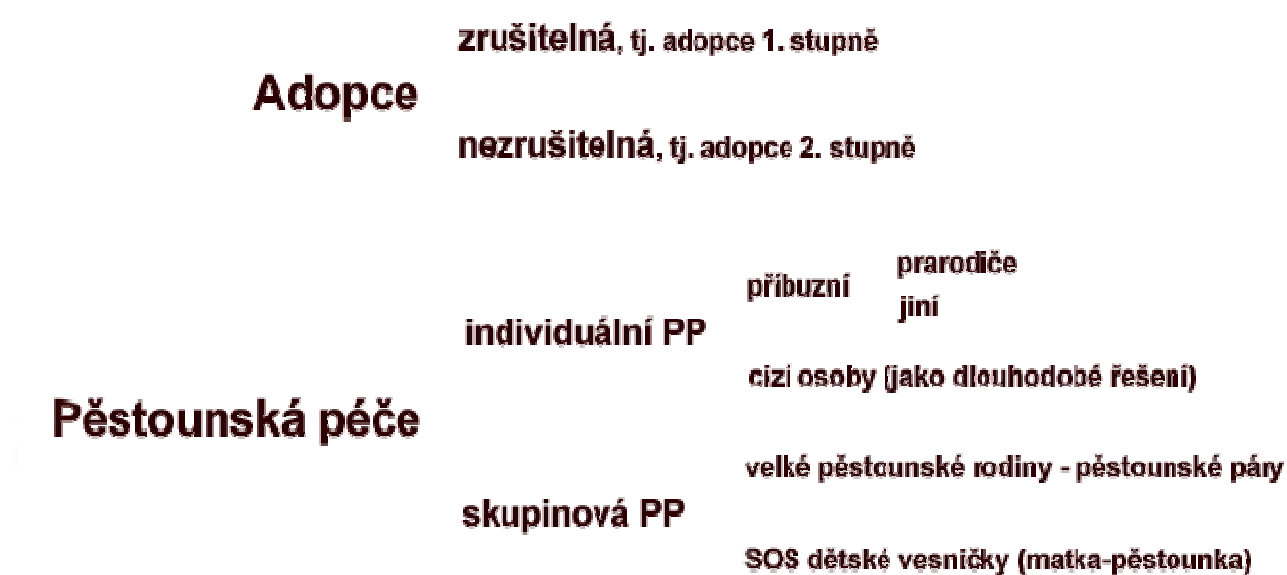 zrušitelná, tj. adopce 1. stupně
Adopce
nezrušitelná, tj. adopce 2. stupně
prarodiče
příbuzní
jiní
individuální PP
cizí osoby (jako dlouhodobé řešení)
Pěstounská péče
velké pěstounské rodiny - pěstounské páry
skupinová PP
SOS dětské vesničky (matka-pěstounka)